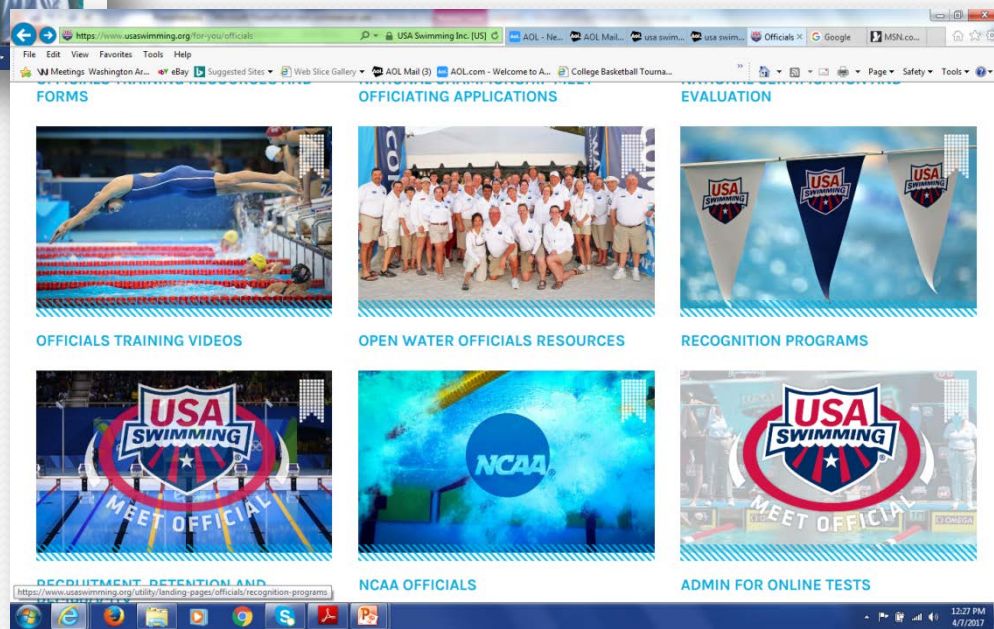 https://www.usaswimming.org/for-you/officials
USA Swimming Inc. [US]
AOL - Ne...
AOL Mail...
usa swim...
usa swim...
Officials
Google
MSN.co...
File Edit View Favorites Tools Help
Meetings Washington Ar...
eBay
Suggested Sites
Web Slice Gallery
AOL Mail (3)
AOL.com - Welcome to A...
College Basketball Tourna...
»
Page Safety Tools
FORMS
OFFICIATING APPLICATIONS
EVALUATION
USA
SWIMMING
USA
SWIMMING
USA
SWIMMING
OFFICIALS TRAINING VIDEOS
OPEN WATER OFFICIALS RESOURCES
RECOGNITION PROGRAMS
USA
SWIMMING
MEET OFFICIAL
NCAA
USA
SWIMMING
MEET OFFICIAL
OMEGA
RECRUITMENT, RETENTION AND
NCAA OFFICIALS
ADMIN FOR ONLINE TESTS
https://www.usaswimming.org/utility/landing-pages/officials/recognition-programs
12:27 PM
4/7/2017